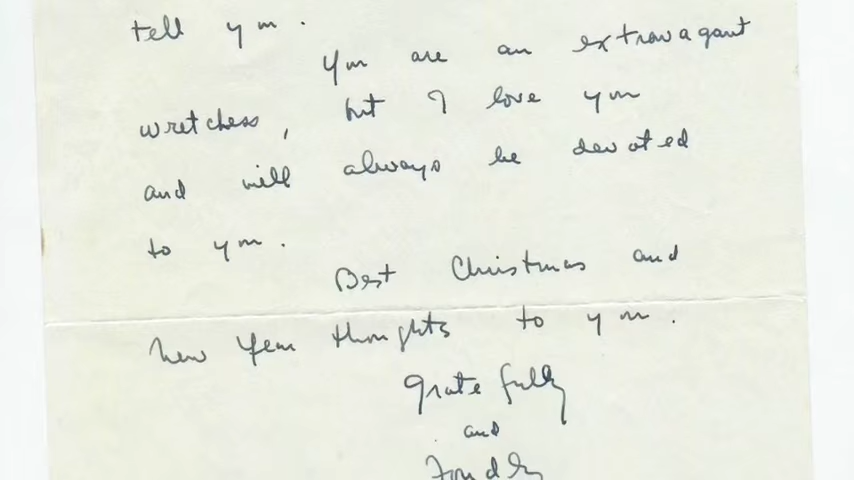 tell you.
You are an extravagant
wretchess, but I love you
and will always be devoted
to you.
Best Christmas and
New Year thoughts to you.
gratefully
and
Fondly